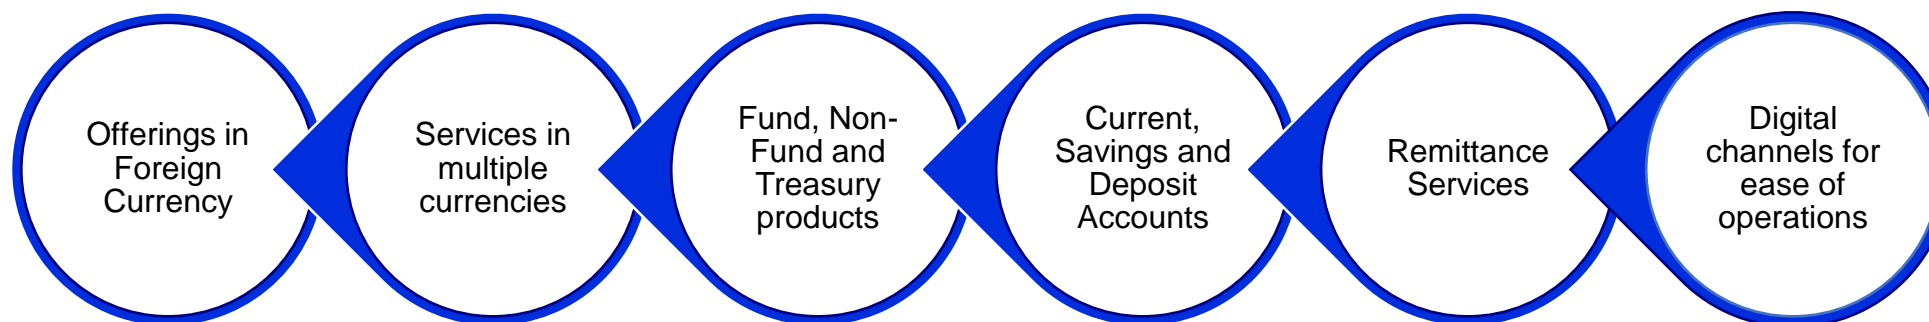 Offerings in
Foreign
Currency
Services in
multiple
currencies
Fund, Non-
Fund and
Treasury
products
Current,
Savings and
Deposit
Accounts
Remittance
Services
Digital
channels for
ease of
operations